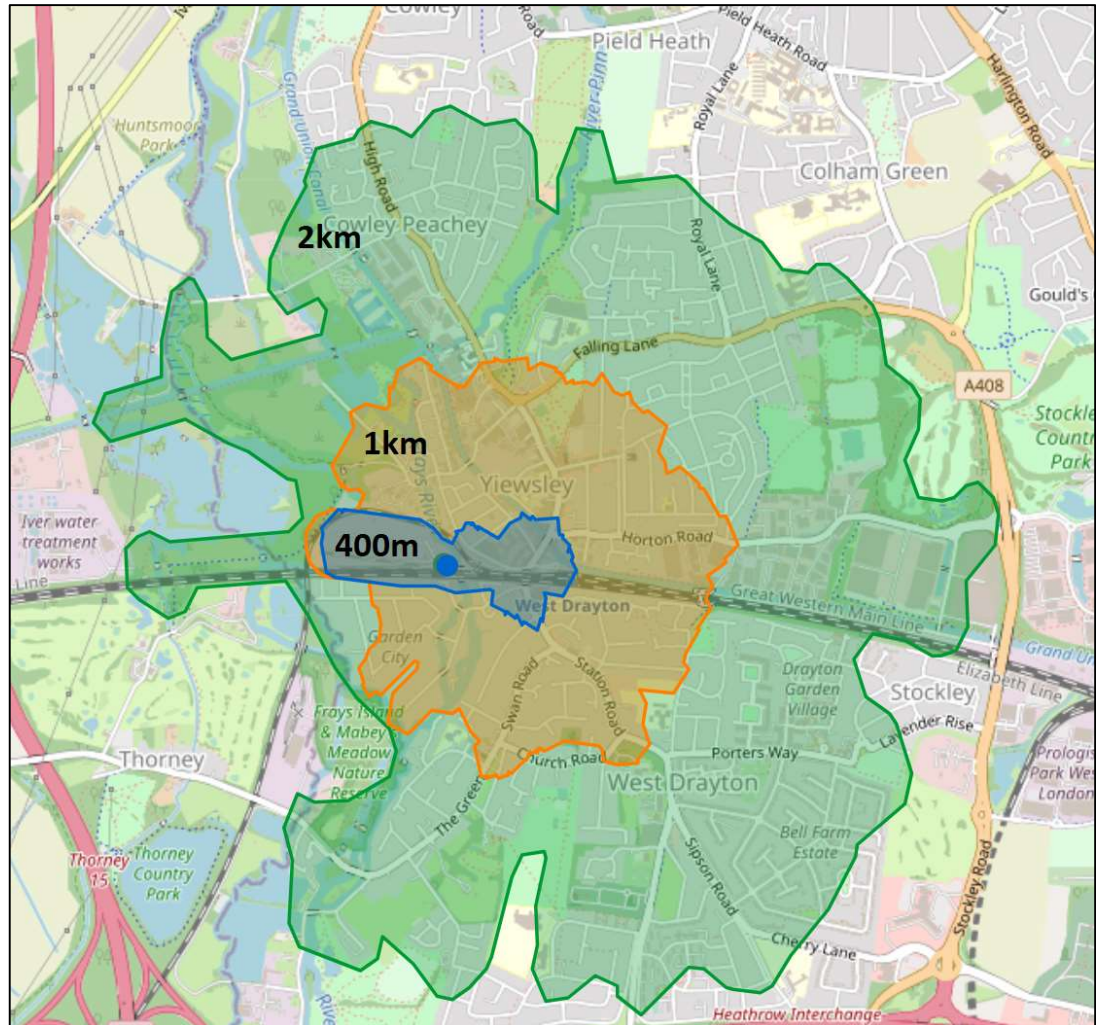 Cowley
Road
Pield Heath
Pield Heath Road
Harlington Road
Huntsmoor
Park
Grand Union Canal
River Pinn
Royal Lane
High Road
Colham Green
Cowley Peachey
2km
Royal Lane
Gould's
Falling Lane
A408
Stockley
Country
Park
1km
Yiewsley
Iver water
treatment
works
400m
Horton Road
Line
West Drayton
Great Western Main Line
Garden
City
Grand Un
Elizabeth Line
Swan Road
Station Road
Drayton
Garden
Village
Stockley
Frays Island
& Mabey
Meadow
Nature
Reserve
Lavender Rise
Thorney
Church Road
Porters Way
West Drayton
Prologis
Park West
London
The Green
Bell Farm
Estate
Sipson Road
Thorney
15
Thorney
Country
Park
Stockley Road
Cherry Lane
River
Heathrow Interchange